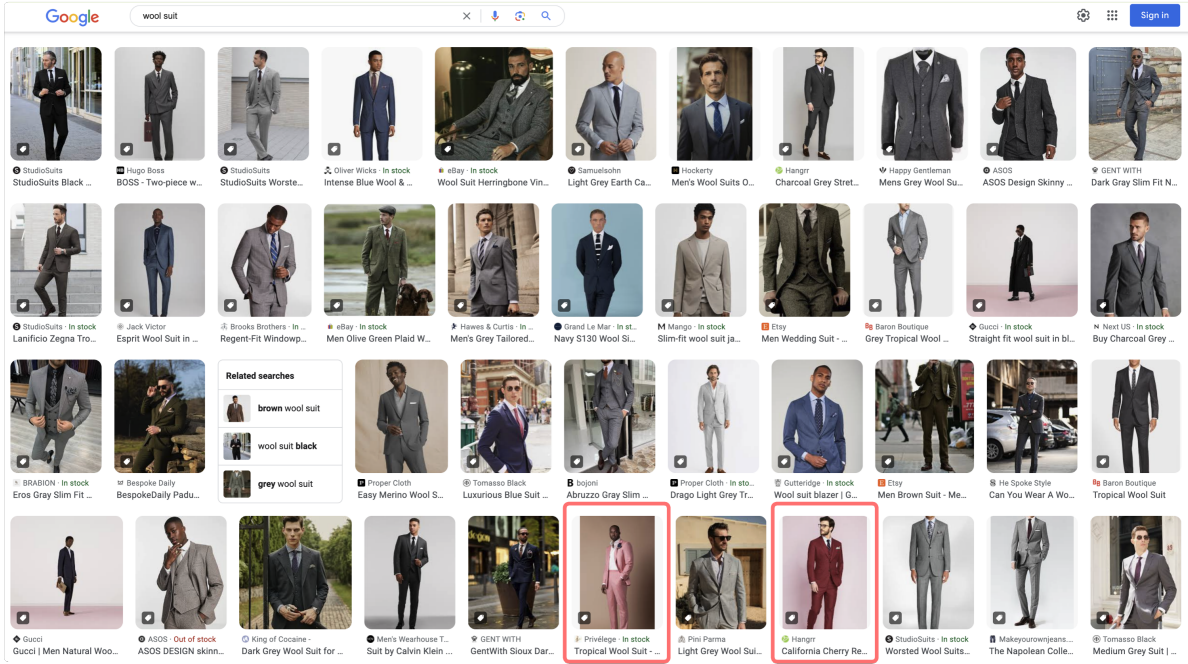 Google
wool suit
Sign in
StudioSuits
StudioSuits Black ...
Hugo Boss
BOSS - Two-piece w...
StudioSuits
StudioSuits Worste...
Oliver Wicks · In stock
Intense Blue Wool & ...
eBay · In stock
Wool Suit Herringbone Vin...
Samuelsohn
Light Grey Earth Ca...
Hockerty
Men's Wool Suits O...
Hangrr
Charcoal Grey Stret...
Happy Gentleman
Mens Grey Wool Su...
ASOS
ASOS Design Skinny ...
GENT WITH
Dark Gray Slim Fit N...
StudioSuits · In stock
Lanificio Zegna Tro...
Jack Victor
Esprit Wool Suit in ...
Brooks Brothers · In ...
Regent-Fit Windowp...
eBay · In stock
Men Olive Green Plaid W...
Hawes & Curtis · In ...
Men's Grey Tailored...
Grand Le Mar · In st...
Navy S130 Wool Si...
Mango · In stock
Slim-fit wool suit ja...
Etsy
Men Wedding Suit - ...
Baron Boutique
Grey Tropical Wool ...
Gucci · In stock
Straight fit wool suit in bl...
Next US · In stock
Buy Charcoal Grey ...
BRABION · In stock
Eros Gray Slim Fit ...
Bespoke Daily
BespokeDaily Padu...
Related searches
brown wool suit
wool suit black
grey wool suit
Proper Cloth
Easy Merino Wool S...
Tomasso Black
Luxurious Blue Suit ...
bojoni
Abruzzo Gray Slim ...
Proper Cloth · In sto...
Drago Light Grey Tr...
Gutteridge · In stock
Wool suit blazer | G...
Etsy
Men Brown Suit - Me...
He Spoke Style
Can You Wear A Wo...
Baron Boutique
Tropical Wool Suit
Gucci
Gucci | Men Natural Woo...
ASOS · Out of stock
ASOS DESIGN skinn...
King of Cocaine -
Dark Grey Wool Suit for ...
Men's Wearhouse T...
Suit by Calvin Klein ...
GENT WITH
GentWith Sioux Dar...
Privélege · In stock
Tropical Wool Suit - ...
Pini Parma
Light Grey Wool Sui...
Hangrr
California Cherry Re...
StudioSuits · In stock
Worsted Wool Suits...
Makeyourownjeans....
The Napolean Colle...
Tomasso Black
Medium Grey Suit | ...